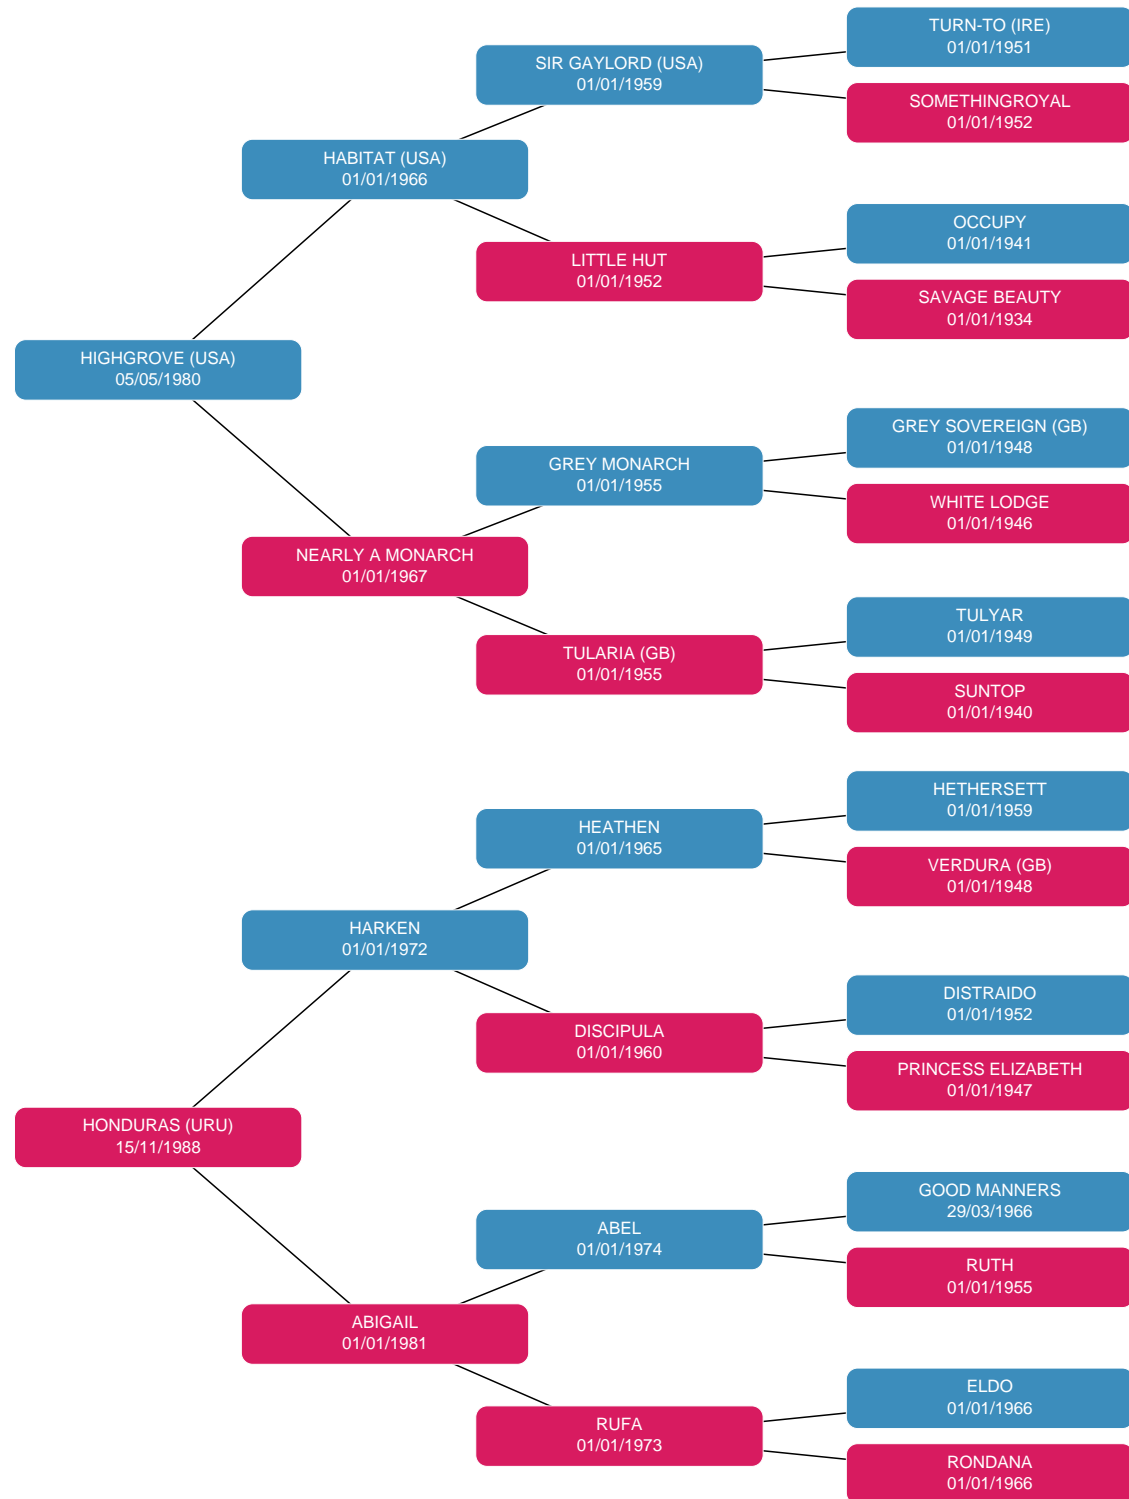 TURN-TO (IRE)
01/01/1951
SIR GAYLORD (USA)
01/01/1959
SOMETHINGROYAL
01/01/1952
HABITAT (USA)
01/01/1966
OCCUPY
01/01/1941
LITTLE HUT
01/01/1952
SAVAGE BEAUTY
01/01/1934
HIGHGROVE (USA)
05/05/1980
GREY SOVEREIGN (GB)
01/01/1948
GREY MONARCH
01/01/1955
WHITE LODGE
01/01/1946
NEARLY A MONARCH
01/01/1967
TULYAR
01/01/1949
TULARIA (GB)
01/01/1955
SUNTOP
01/01/1940
HETHERSETT
01/01/1959
HEATHEN
01/01/1965
VERDURA (GB)
01/01/1948
HARKEN
01/01/1972
DISTRAIDO
01/01/1952
DISCIPULA
01/01/1960
PRINCESS ELIZABETH
01/01/1947
HONDURAS (URU)
15/11/1988
GOOD MANNERS
29/03/1966
ABEL
01/01/1974
RUTH
01/01/1955
ABIGAIL
01/01/1981
ELDO
01/01/1966
RUFA
01/01/1973
RONDANA
01/01/1966